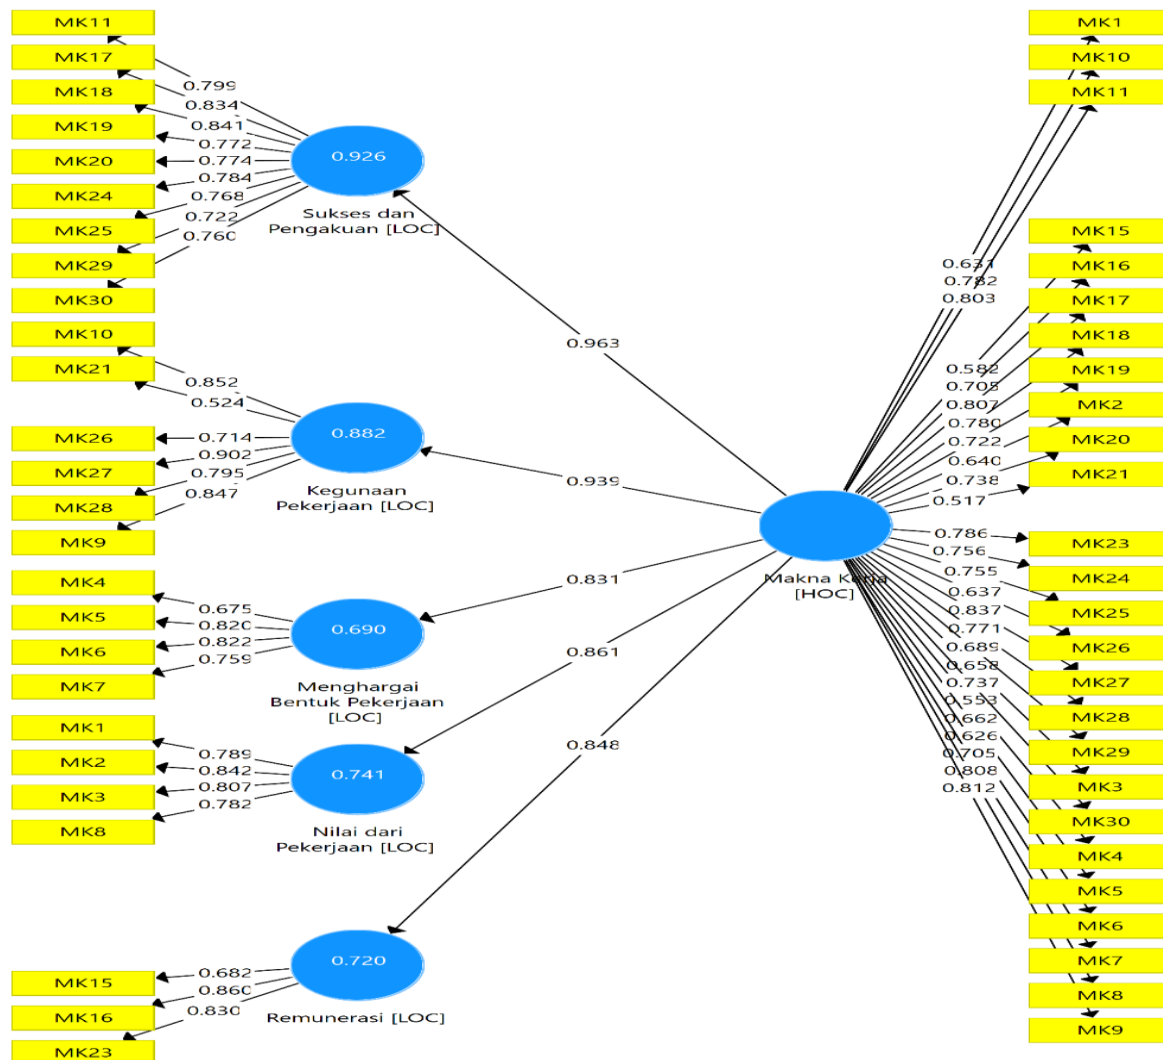 MK11
MK17
MK18
MK19
MK20
MK24
MK25
MK29
MK30
0.799
0.834
0.841
0.772
0.774
0.784
0.768
0.722
0.760
0.926
Sukses dan
Pengakuan [LOC]
MK10
MK21
MK26
MK27
MK28
MK9
0.852
0.524
0.714
0.902
0.795
0.847
0.882
Kegunaan
Pekerjaan [LOC]
MK4
MK5
MK6
MK7
0.675
0.820
0.822
0.759
0.690
Menghargai
Bentuk Pekerjaan
[LOC]
MK1
MK2
MK3
MK8
0.789
0.842
0.807
0.782
0.741
Nilai dari
Pekerjaan [LOC]
MK15
MK16
MK23
0.682
0.860
0.830
0.720
Remunerasi [LOC]
0.963
0.939
0.831
0.861
0.848
Makna Kerja
[HOC]
0.631
0.782
0.803
0.582
0.705
0.807
0.780
0.722
0.640
0.738
0.517
0.786
0.756
0.755
0.637
0.837
0.771
0.689
0.658
0.737
0.553
0.662
0.626
0.705
0.808
0.812
MK1
MK10
MK11
MK15
MK16
MK17
MK18
MK19
MK2
MK20
MK21
MK23
MK24
MK25
MK26
MK27
MK28
MK29
MK3
MK30
MK4
MK5
MK6
MK7
MK8
MK9